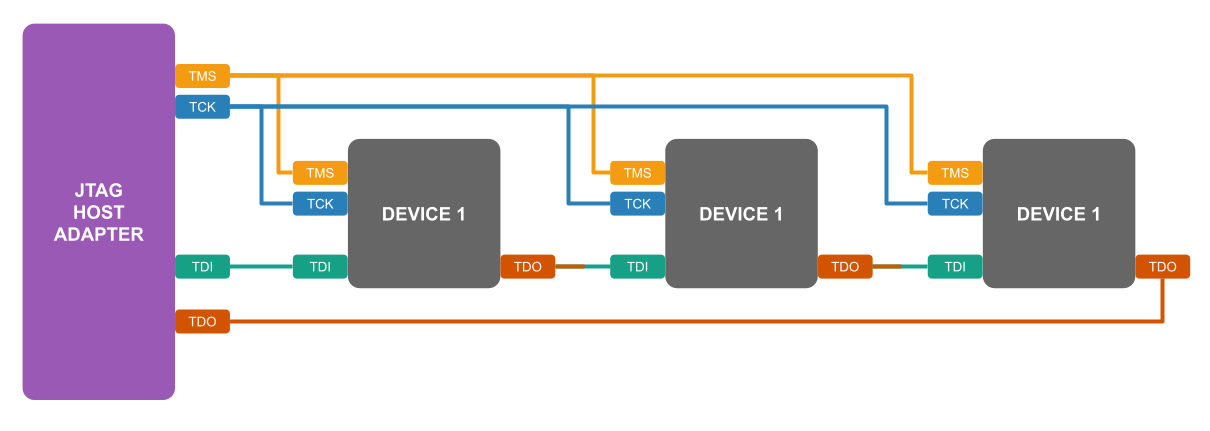 TMS
TCK
JTAG
HOST
ADAPTER
TDI
TDO
TMS
TCK
DEVICE 1
TDI
TDO
TMS
TCK
DEVICE 1
TDI
TDO
TMS
TCK
DEVICE 1
TDI
TDO